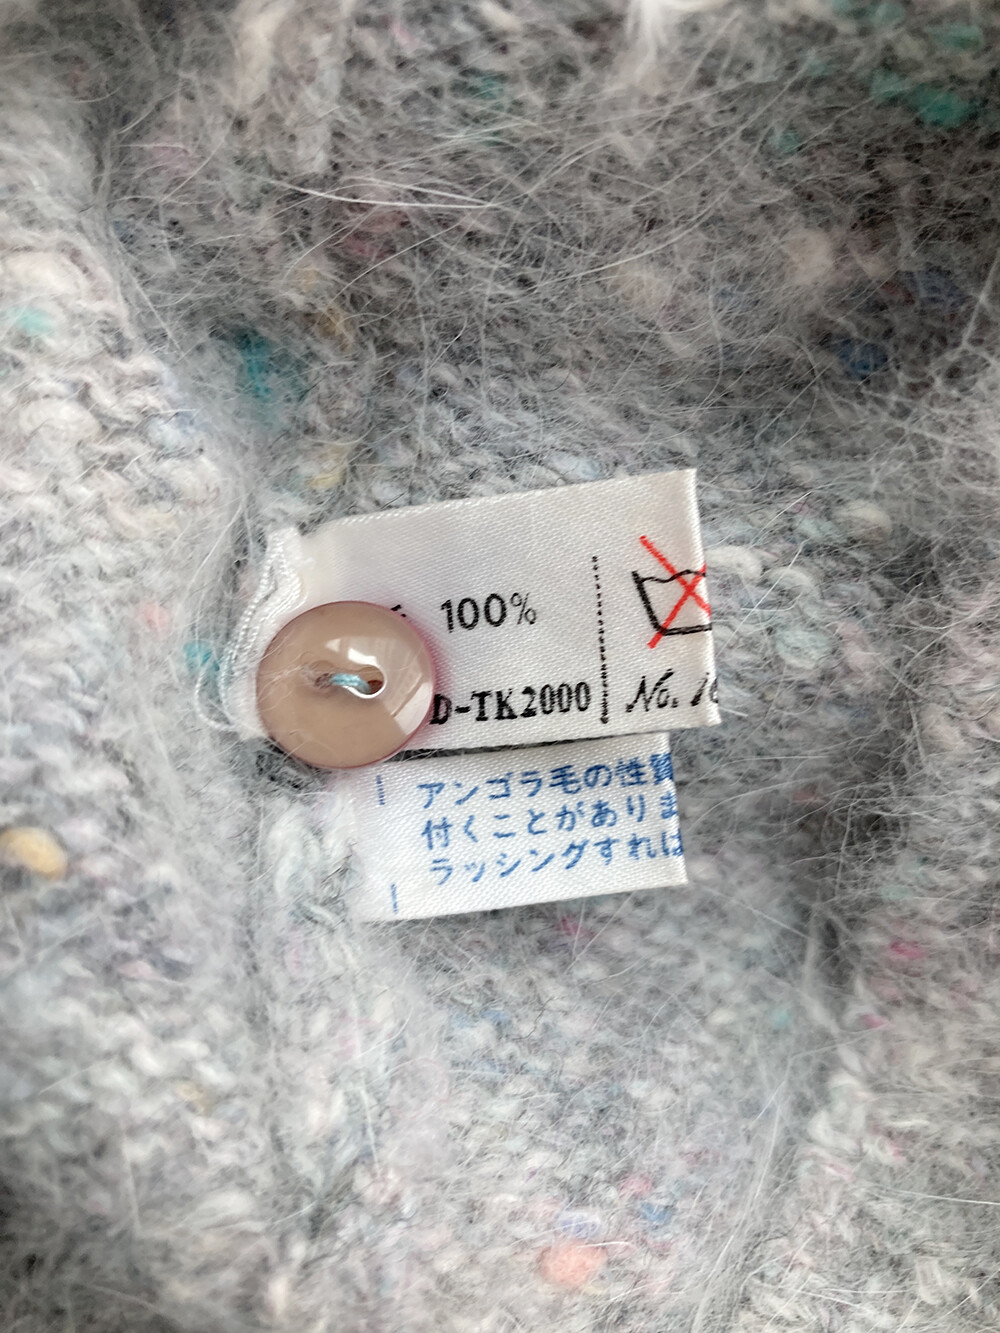 100%
D-TK2000
No.
アンゴラ毛の性質
付くことがありま
ラッシングすれば